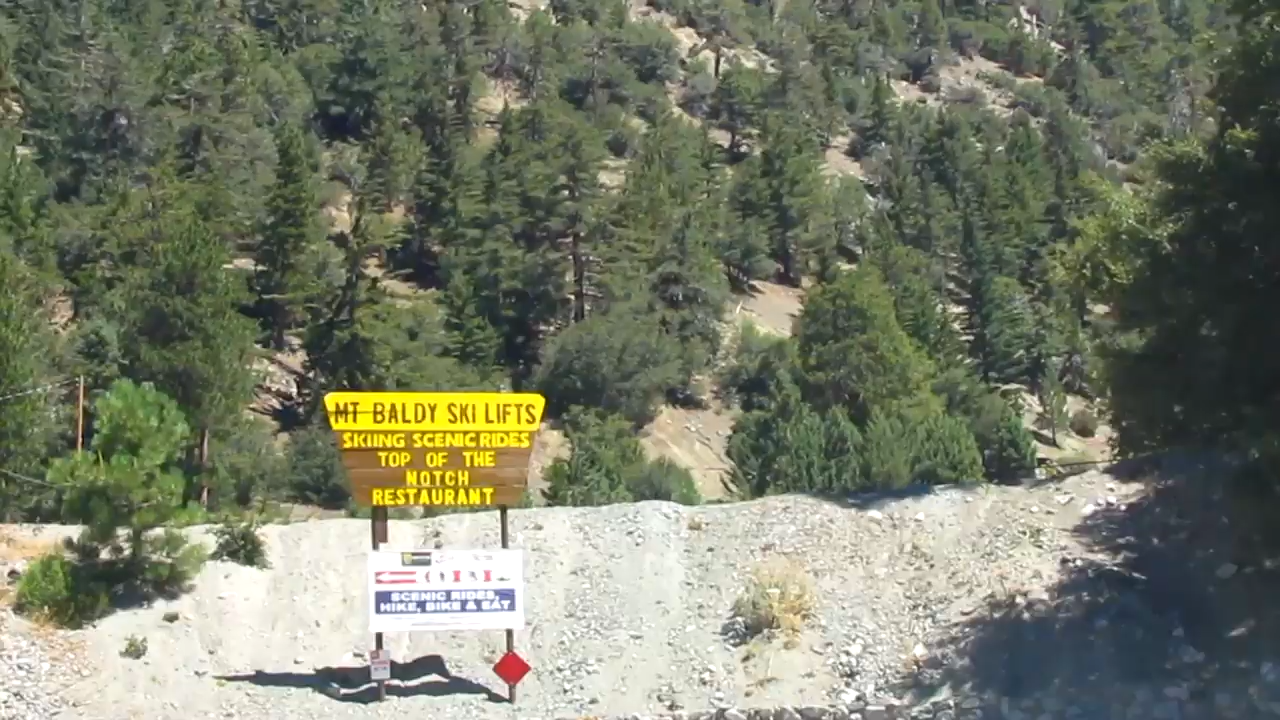 MT BALDY SKI LIFTS
SKIING SCENIC RIDES
TOP OF THE
NOTCH
RESTAURANT
SCENIC RIDES,
HIKE, BIKE & EAT